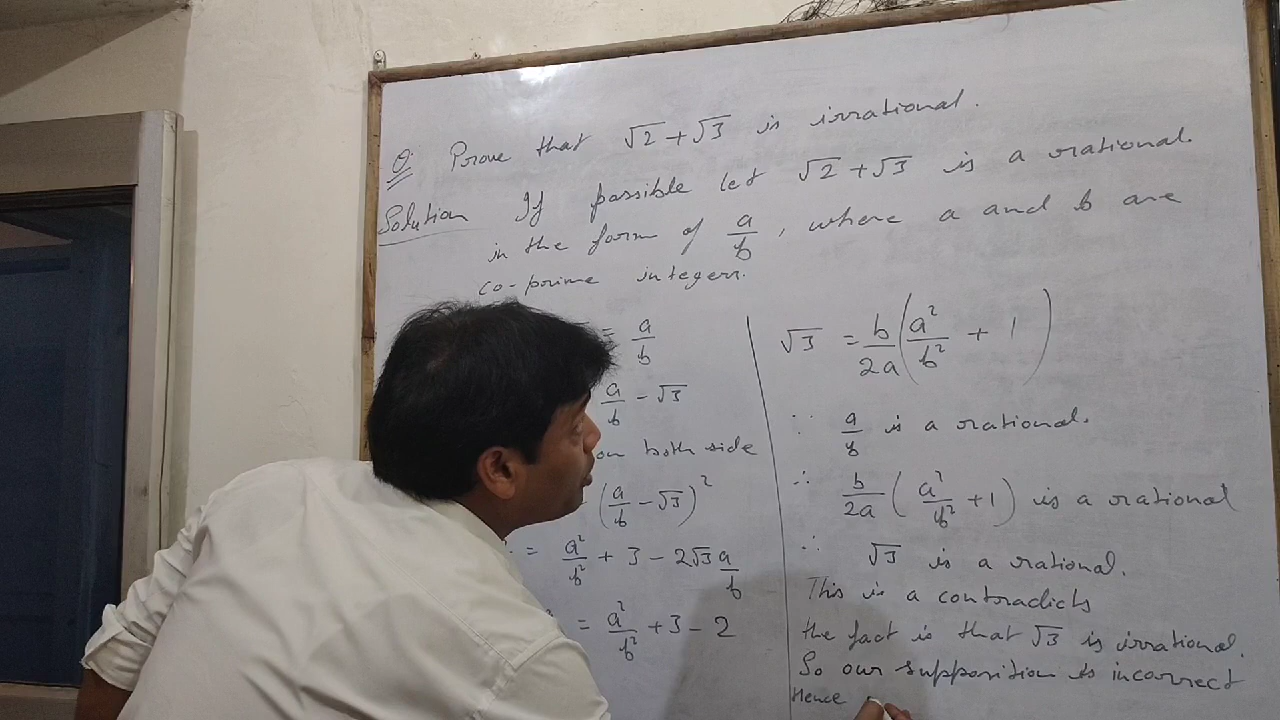 Q: Prove that √2 + √3 is irrational.
Solution If possible let √2 + √3 is a rational.
in the form of a/b, where a and b are
co-prime integers.
= a/b
a/b - √3
on both side
(a/b - √3)²
= a²/b² + 3 - 2√3 a/b
= a²/b² + 3 - 2
√3 = b/2a (a²/b² + 1)
∵ a/b is a rational.
∴ b/2a (a²/b² + 1) is a rational
∴ √3 is a rational.
This is a contradicts
the fact is that √3 is irrational.
So our supposition is incorrect
Hence